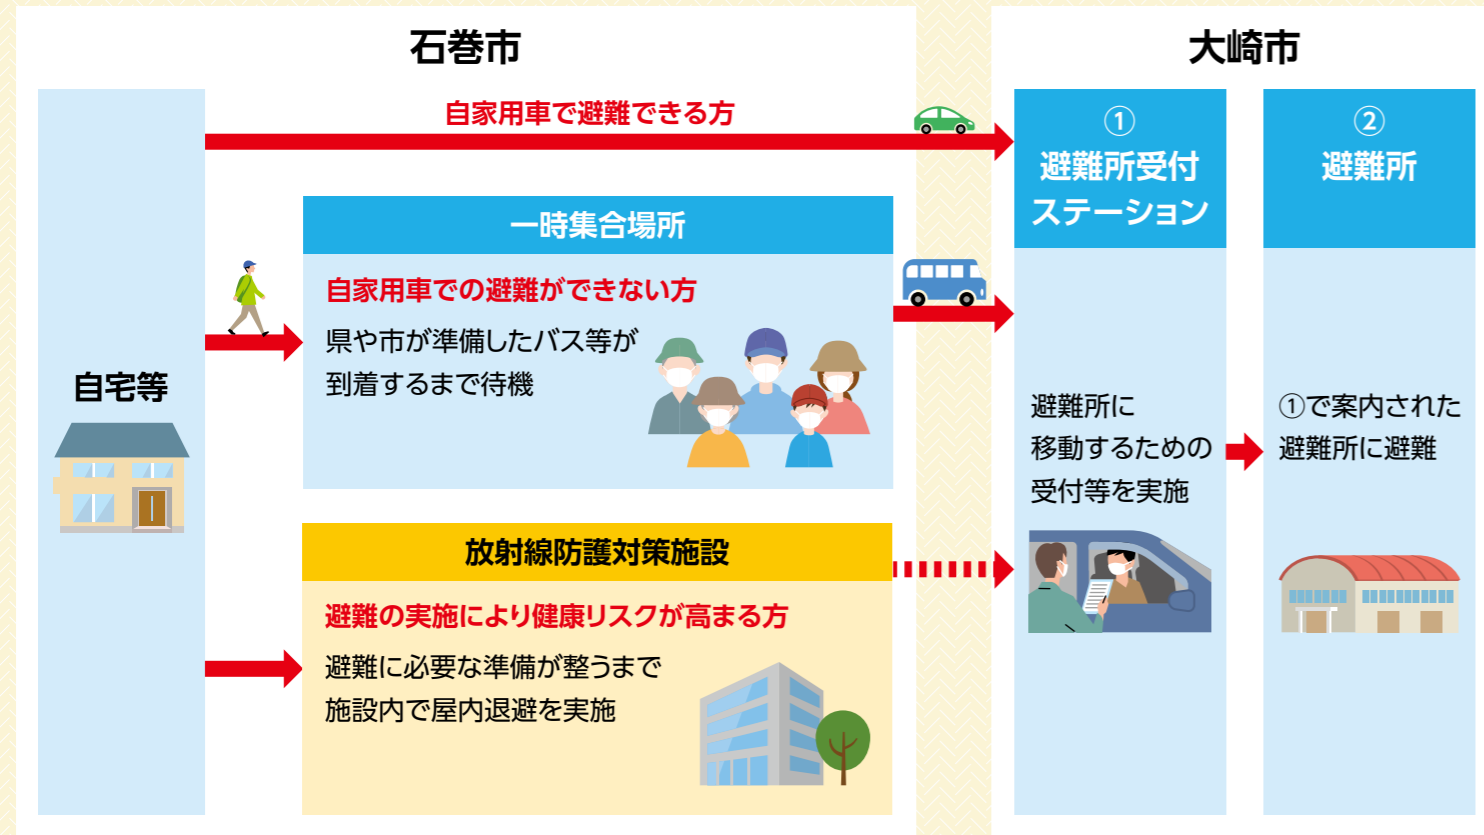 石巻市
自宅等
自家用車で避難できる方
一時集合場所
自家用車での避難ができない方
県や市が準備したバス等が
到着するまで待機
放射線防護対策施設
避難の実施により健康リスクが高まる方
避難に必要な準備が整うまで
施設内で屋内退避を実施
大崎市
①
避難所受付
ステーション
避難所に
移動するための
受付等を実施
②
避難所
①で案内された
避難所に避難